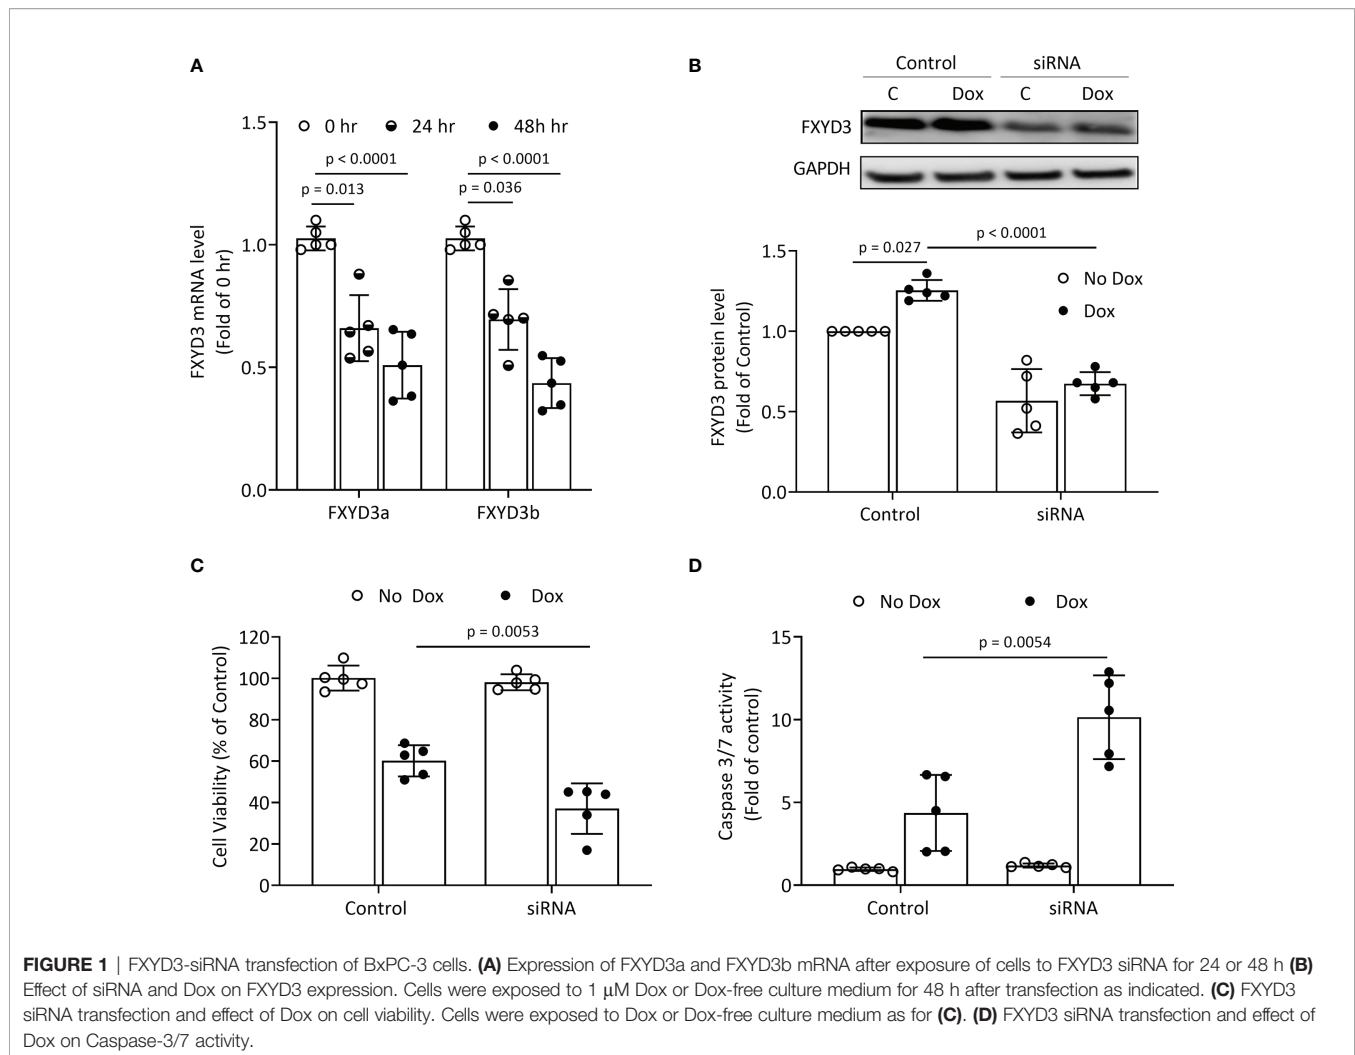 A
1.5
0 hr
24 hr
48h hr
p < 0.0001
p < 0.0001
p = 0.013
p = 0.036
1.0
0.5
0.0
FXYD3 mRNA level
(Fold of 0 hr)
FXYD3a
FXYD3b
B
Control
siRNA
C
Dox
C
Dox
FXYD3
GAPDH
1.5
p = 0.027
p < 0.0001
No Dox
Dox
1.0
0.5
0.0
FXYD3 protein level
(Fold of Control)
Control
siRNA
C
No Dox
Dox
p = 0.0053
120
100
80
60
40
20
0
Cell Viability (% of Control)
Control
siRNA
D
No Dox
Dox
p = 0.0054
15
10
5
0
Caspase 3/7 activity
(Fold of control)
Control
siRNA
FIGURE 1 | FXYD3-siRNA transfection of BxPC-3 cells. (A) Expression of FXYD3a and FXYD3b mRNA after exposure of cells to FXYD3 siRNA for 24 or 48 h (B)
Effect of siRNA and Dox on FXYD3 expression. Cells were exposed to 1 μM Dox or Dox-free culture medium for 48 h after transfection as indicated. (C) FXYD3
siRNA transfection and effect of Dox on cell viability. Cells were exposed to Dox or Dox-free culture medium as for (C). (D) FXYD3 siRNA transfection and effect of
Dox on Caspase-3/7 activity.